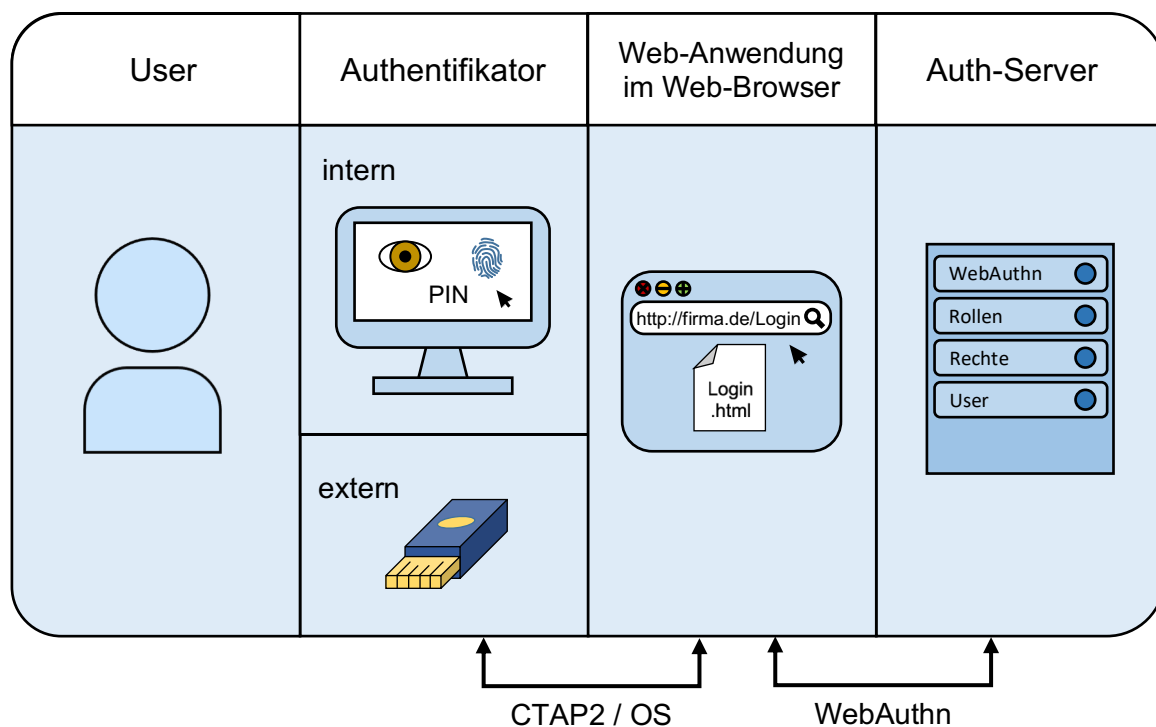 User
Authentifikator
Web-Anwendung
im Web-Browser
Auth-Server
intern
PIN
extern
http://firma.de/Login
Login
.html
WebAuthn
Rollen
Rechte
User
CTAP2 / OS
WebAuthn